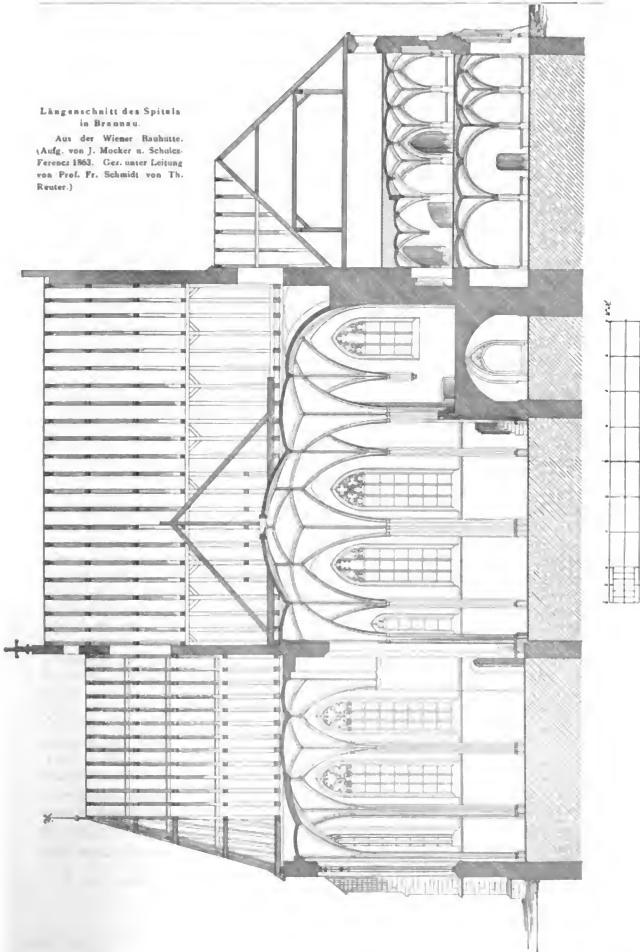 Längenschnitt des Spitals
in Braunau.
Aus der Wiener Bauhütte.
(Aufg. von J. Mocker u. Schulcz-
Ferencz 1863. Gez. unter Leitung
von Prof. Fr. Schmidt von Th.
Reuter.)